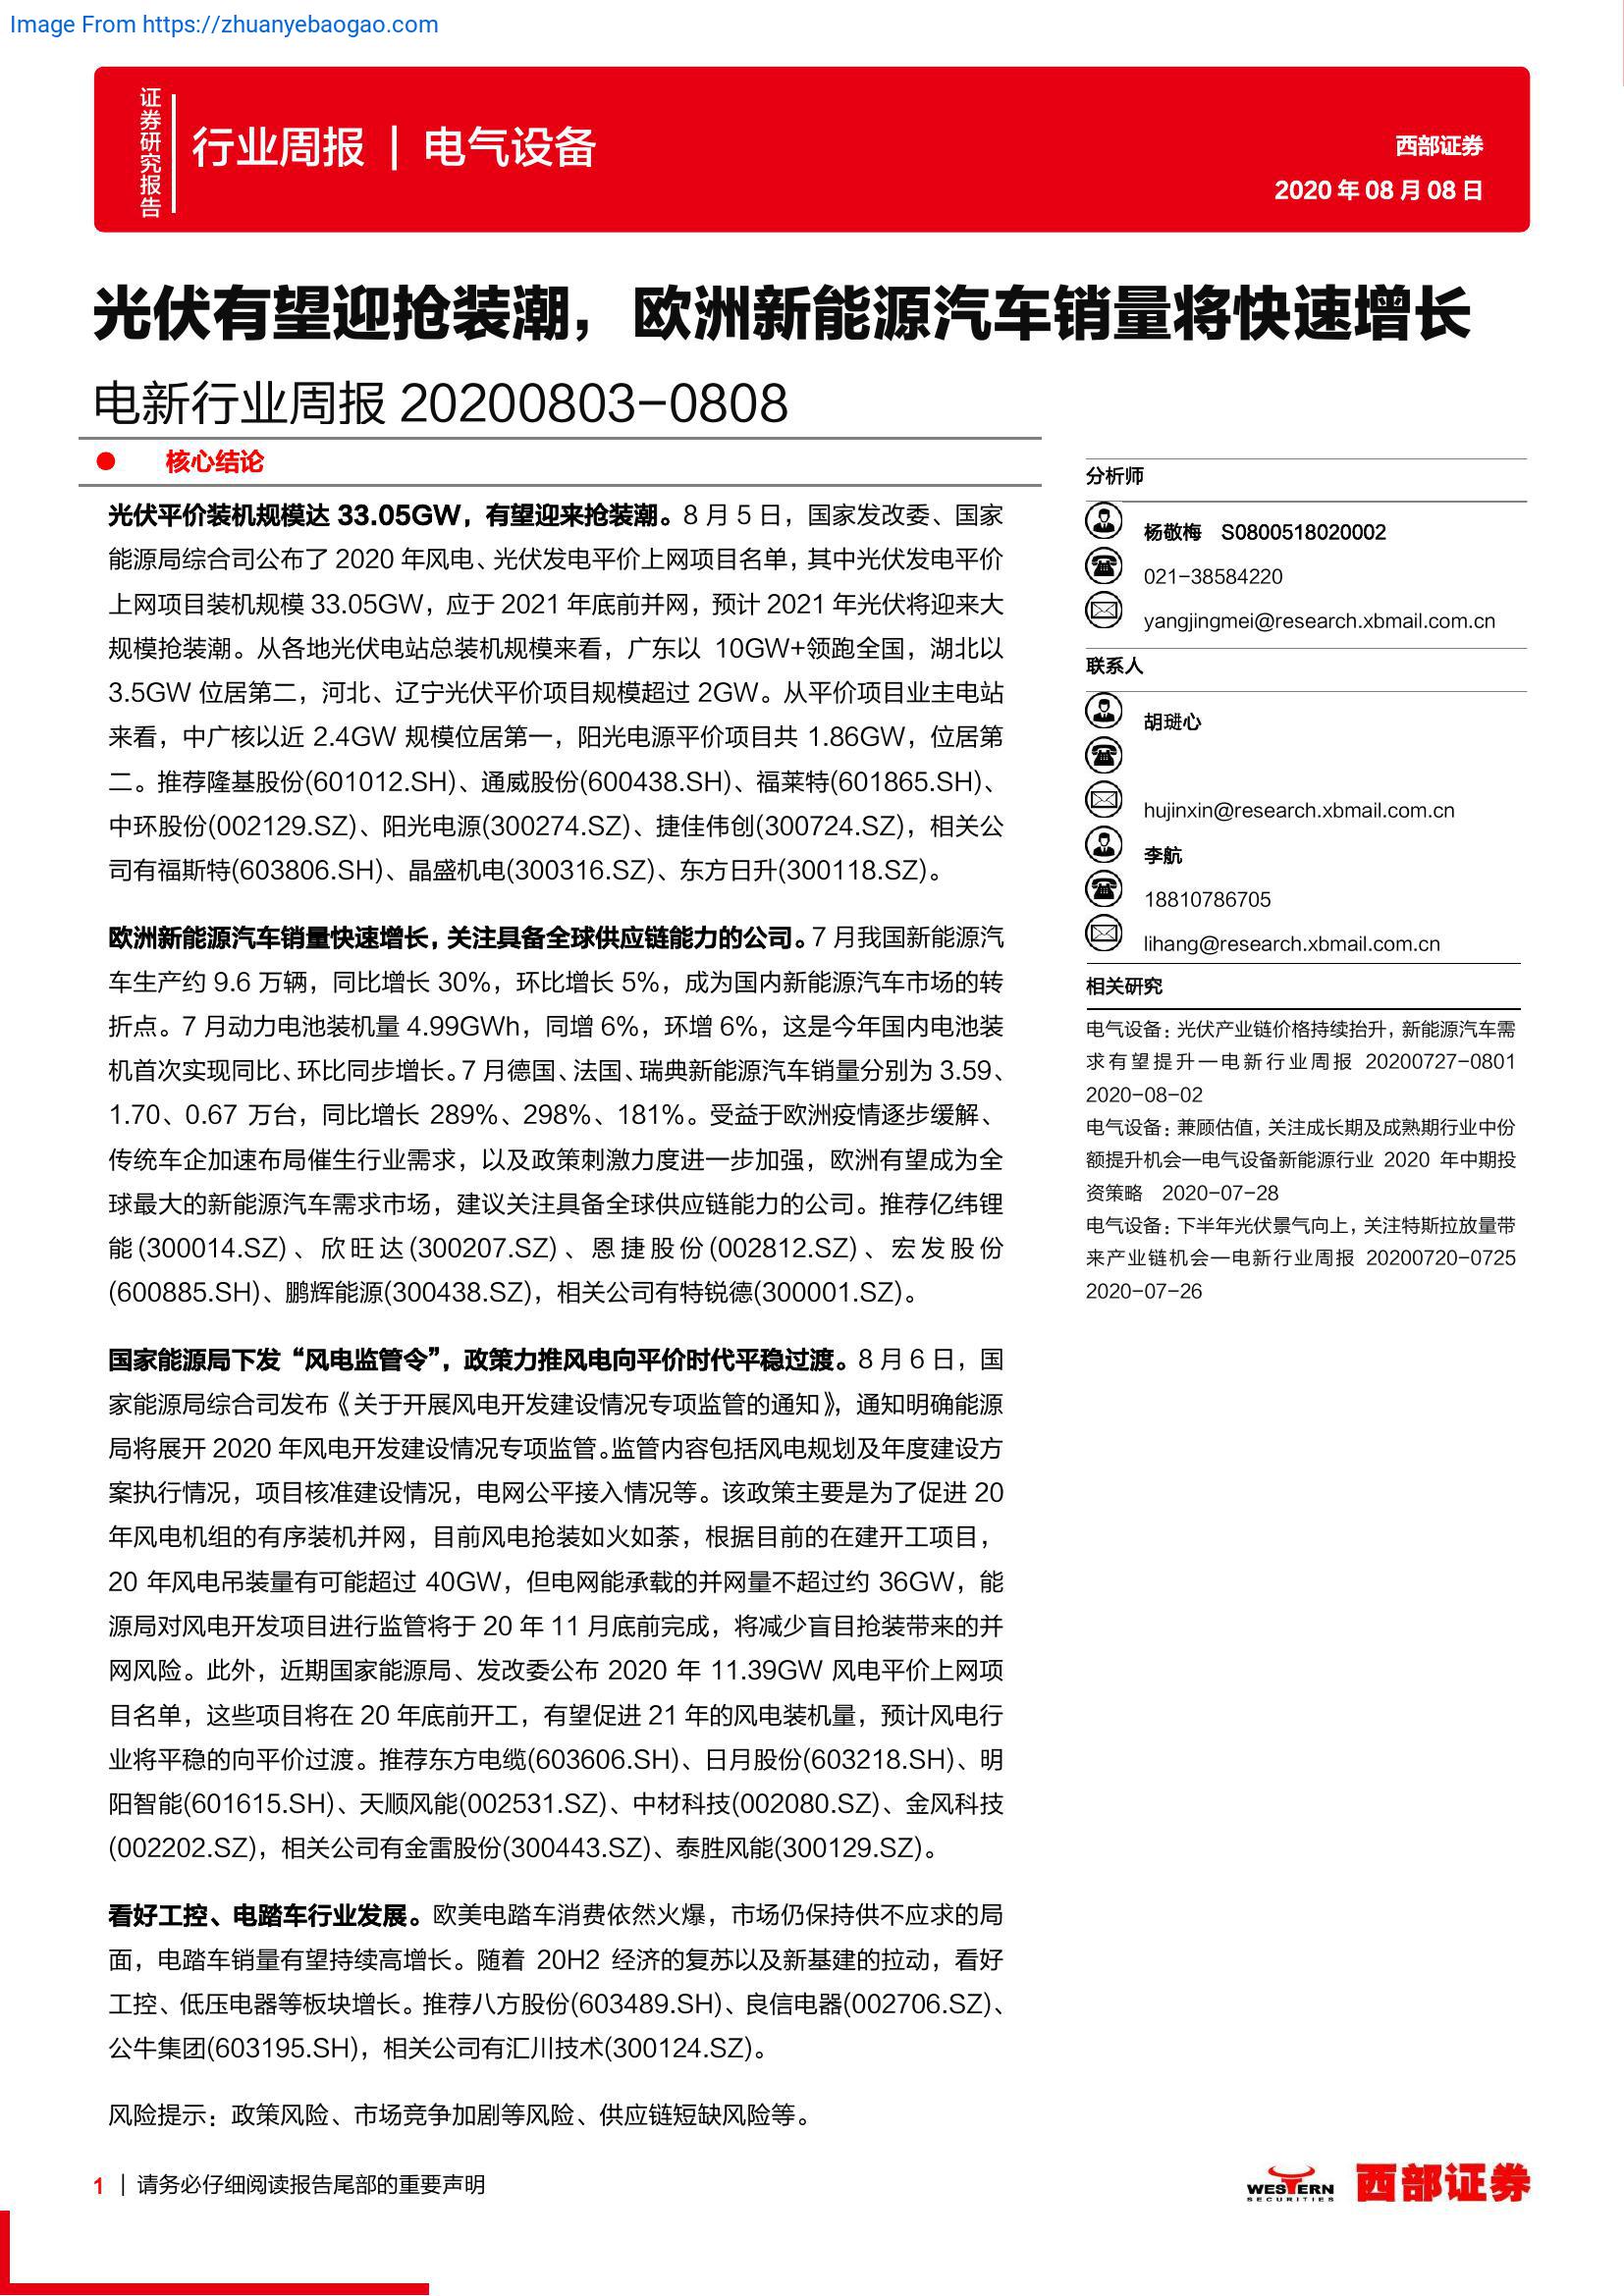 Image From https://zhuanyebaogao.com
证券研究报告
行业周报 | 电气设备
西部证券
2020 年 08 月 08 日
光伏有望迎抢装潮，欧洲新能源汽车销量将快速增长
电新行业周报 20200803-0808
● 核心结论
光伏平价装机规模达 33.05GW，有望迎来抢装潮。8 月 5 日，国家发改委、国家
能源局综合司公布了 2020 年风电、光伏发电平价上网项目名单，其中光伏发电平价
上网项目装机规模 33.05GW，应于 2021 年底前并网，预计 2021 年光伏将迎来大
规模抢装潮。从各地光伏电站总装机规模来看，广东以 10GW+领跑全国，湖北以
3.5GW 位居第二，河北、辽宁光伏平价项目规模超过 2GW。从平价项目业主电站
来看，中广核以近 2.4GW 规模位居第一，阳光电源平价项目共 1.86GW，位居第
二。推荐隆基股份(601012.SH)、通威股份(600438.SH)、福莱特(601865.SH)、
中环股份(002129.SZ)、阳光电源(300274.SZ)、捷佳伟创(300724.SZ)，相关公
司有福斯特(603806.SH)、晶盛机电(300316.SZ)、东方日升(300118.SZ)。
欧洲新能源汽车销量快速增长，关注具备全球供应链能力的公司。7 月我国新能源汽
车生产约 9.6 万辆，同比增长 30%，环比增长 5%，成为国内新能源汽车市场的转
折点。7 月动力电池装机量 4.99GWh，同增 6%，环增 6%，这是今年国内电池装
机首次实现同比、环比同步增长。7 月德国、法国、瑞典新能源汽车销量分别为 3.59、
1.70、0.67 万台，同比增长 289%、298%、181%。受益于欧洲疫情逐步缓解、
传统车企加速布局催生行业需求，以及政策刺激力度进一步加强，欧洲有望成为全
球最大的新能源汽车需求市场，建议关注具备全球供应链能力的公司。推荐亿纬锂
能(300014.SZ)、欣旺达(300207.SZ)、恩捷股份(002812.SZ)、宏发股份
(600885.SH)、鹏辉能源(300438.SZ)，相关公司有特锐德(300001.SZ)。
国家能源局下发“风电监管令”，政策力推风电向平价时代平稳过渡。8 月 6 日，国
家能源局综合司发布《关于开展风电开发建设情况专项监管的通知》，通知明确能源
局将展开 2020 年风电开发建设情况专项监管。监管内容包括风电规划及年度建设方
案执行情况，项目核准建设情况，电网公平接入情况等。该政策主要是为了促进 20
年风电机组的有序装机并网，目前风电抢装如火如荼，根据目前的在建开工项目，
20 年风电吊装量有可能超过 40GW，但电网能承载的并网量不超过约 36GW，能
源局对风电开发项目进行监管将于 20 年 11 月底前完成，将减少盲目抢装带来的并
网风险。此外，近期国家能源局、发改委公布 2020 年 11.39GW 风电平价上网项
目名单，这些项目将在 20 年底前开工，有望促进 21 年的风电装机量，预计风电行
业将平稳的向平价过渡。推荐东方电缆(603606.SH)、日月股份(603218.SH)、明
阳智能(601615.SH)、天顺风能(002531.SZ)、中材科技(002080.SZ)、金风科技
(002202.SZ)，相关公司有金雷股份(300443.SZ)、泰胜风能(300129.SZ)。
看好工控、电踏车行业发展。欧美电踏车消费依然火爆，市场仍保持供不应求的局
面，电踏车销量有望持续高增长。随着 20H2 经济的复苏以及新基建的拉动，看好
工控、低压电器等板块增长。推荐八方股份(603489.SH)、良信电器(002706.SZ)、
公牛集团(603195.SH)，相关公司有汇川技术(300124.SZ)。
风险提示：政策风险、市场竞争加剧等风险、供应链短缺风险等。
分析师
杨敬梅 S0800518020002
021-38584220
yangjingmei@research.xbmail.com.cn
联系人
胡琎心
hujinxin@research.xbmail.com.cn
李航
18810786705
lihang@research.xbmail.com.cn
相关研究
电气设备：光伏产业链价格持续抬升，新能源汽车需
求有望提升—电新行业周报 20200727-0801
2020-08-02
电气设备：兼顾估值，关注成长期及成熟期行业中份
额提升机会—电气设备新能源行业 2020 年中期投
资策略 2020-07-28
电气设备：下半年光伏景气向上，关注特斯拉放量带
来产业链机会—电新行业周报 20200720-0725
2020-07-26
1 | 请务必仔细阅读报告尾部的重要声明
WESTERN
SECURITIES
西部证券